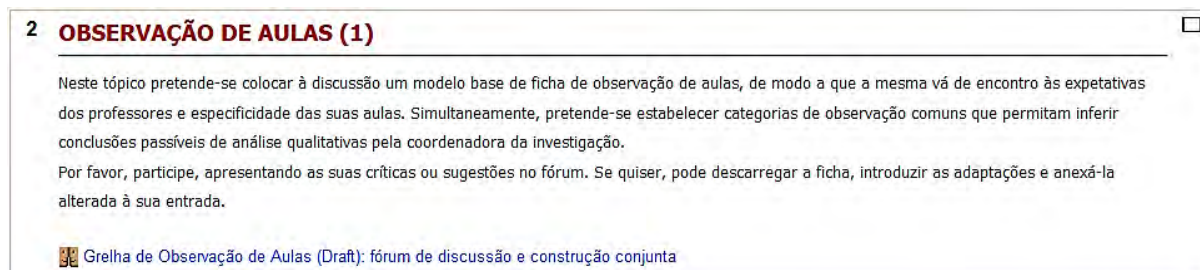 2 OBSERVAÇÃO DE AULAS (1)
Neste tópico pretende-se colocar à discussão um modelo base de ficha de observação de aulas, de modo a que a mesma vá de encontro às expetativas
dos professores e especificidade das suas aulas. Simultaneamente, pretende-se estabelecer categorias de observação comuns que permitam inferir
conclusões passíveis de análise qualitativas pela coordenadora da investigação.
Por favor, participe, apresentando as suas críticas ou sugestões no fórum. Se quiser, pode descarregar a ficha, introduzir as adaptações e anexá-la
alterada à sua entrada.
Grelha de Observação de Aulas (Draft): fórum de discussão e construção conjunta